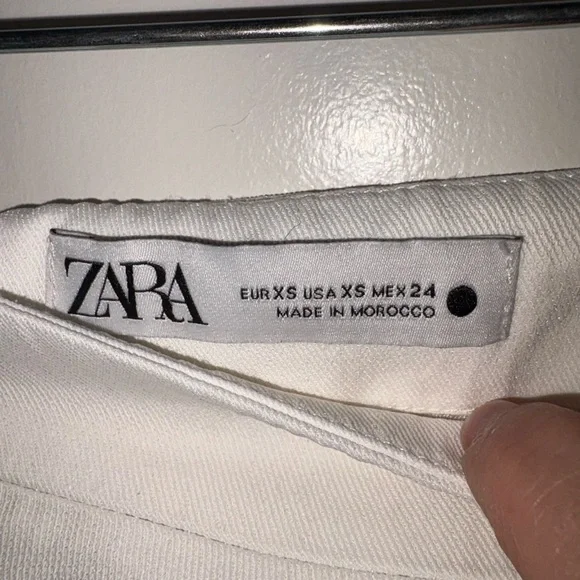 ZARA
EUR XS USA XS MEX 24
MADE IN MOROCCO